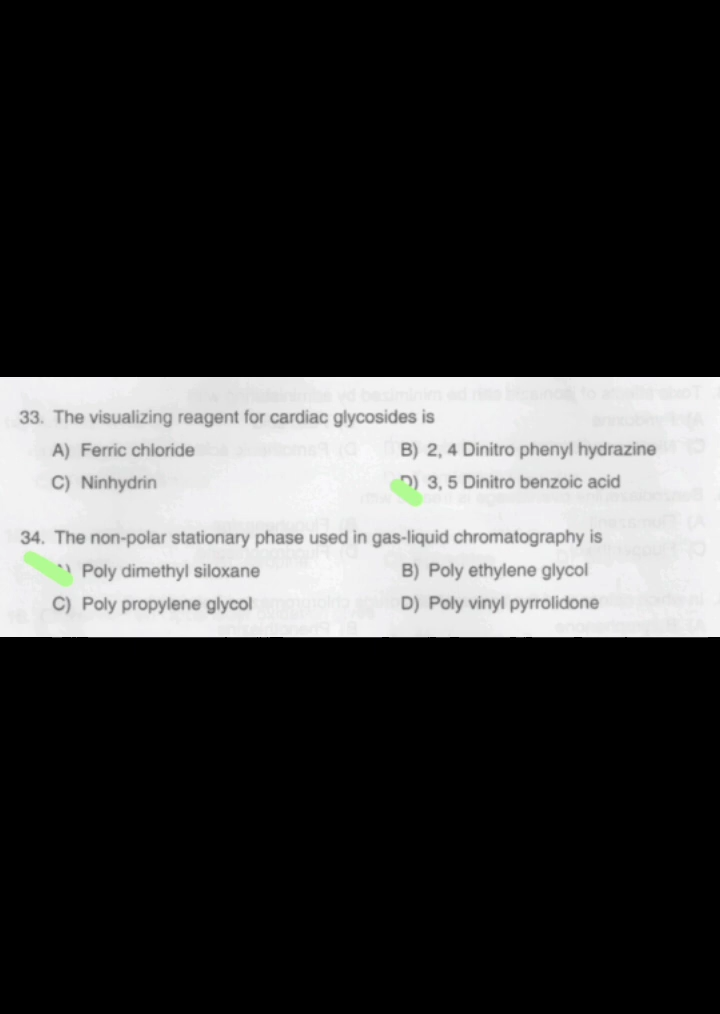 33. The visualizing reagent for cardiac glycosides is
A) Ferric chloride B) 2, 4 Dinitro phenyl hydrazine
C) Ninhydrin D) 3, 5 Dinitro benzoic acid
34. The non-polar stationary phase used in gas-liquid chromatography is
A) Poly dimethyl siloxane B) Poly ethylene glycol
C) Poly propylene glycol D) Poly vinyl pyrrolidone